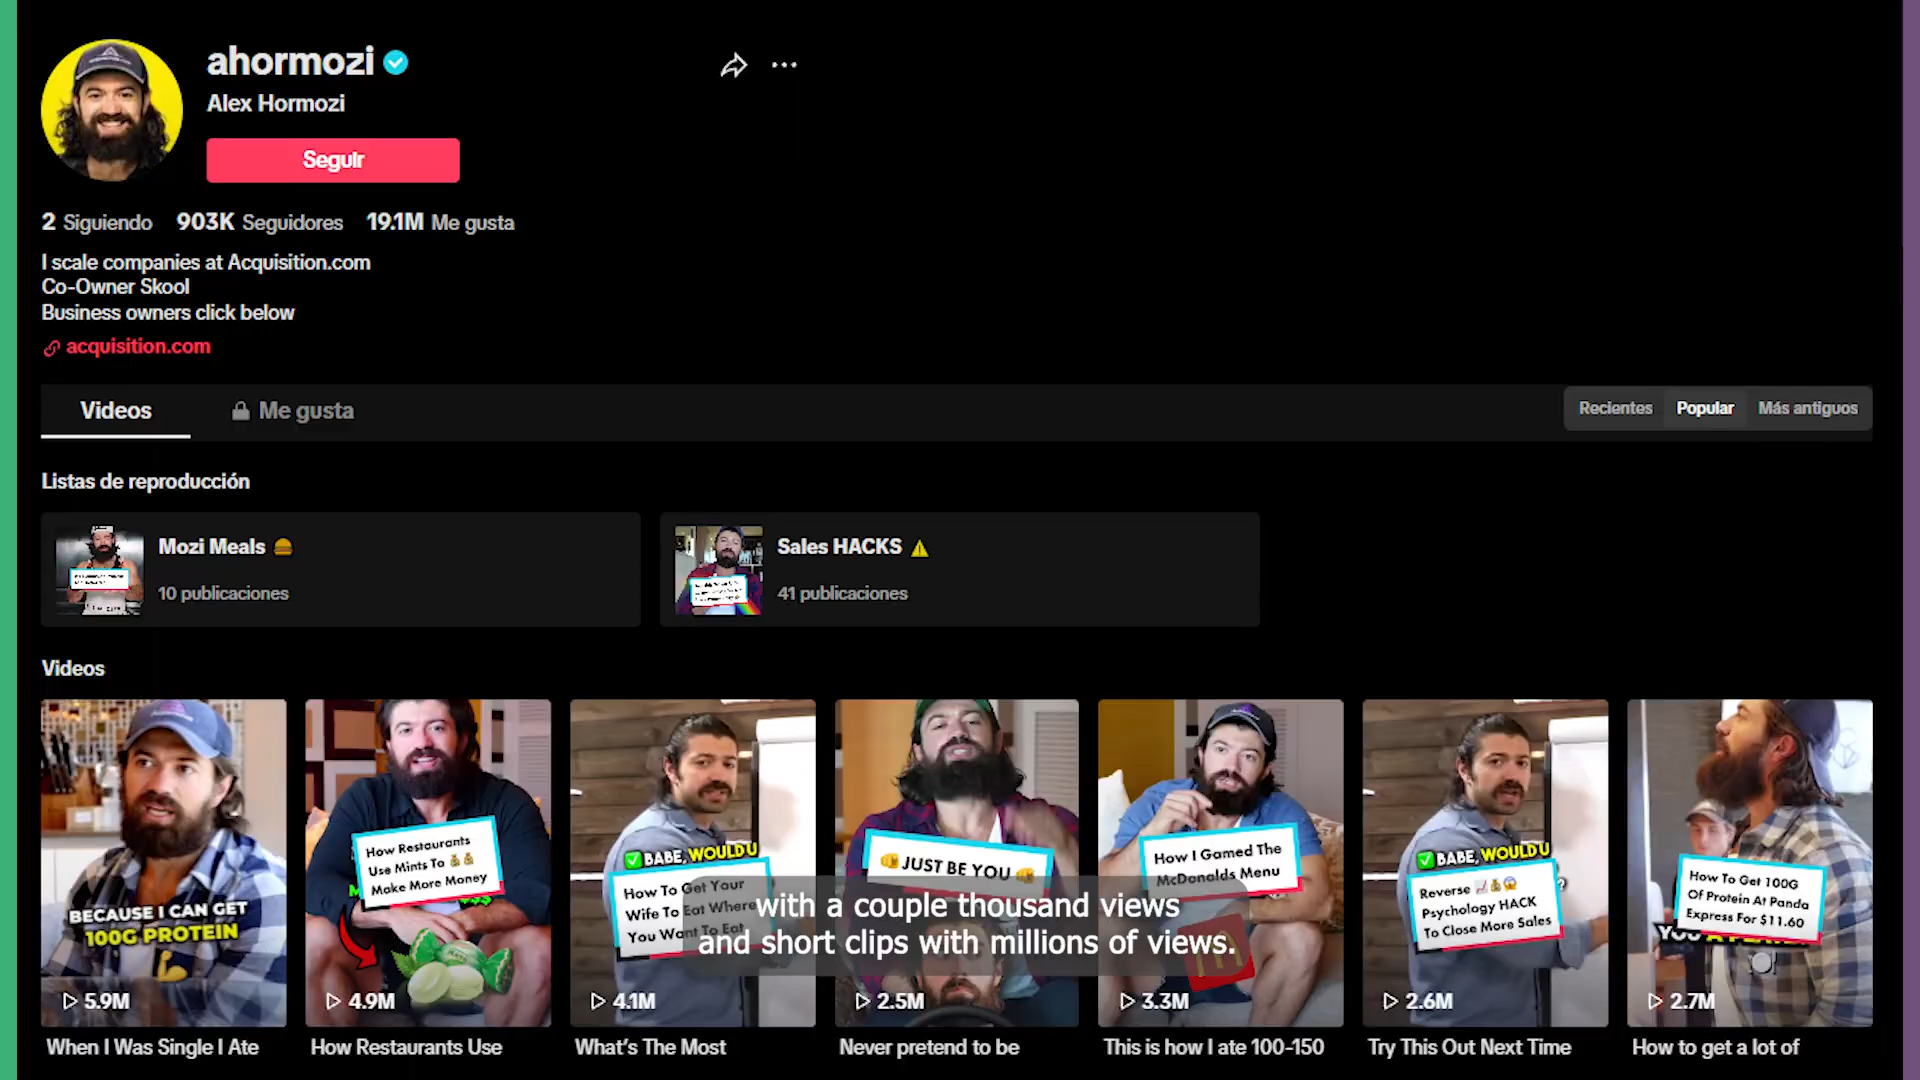 ahormozi
Alex Hormozi
Seguir
2 Siguiendo 903K Seguidores 19.1M Me gusta
I scale companies at Acquisition.com
Co-Owner Skool
Business owners click below
acquisition.com
Videos
Me gusta
Recientes
Popular
Más antiguos
Listas de reproducción
Mozi Meals
10 publicaciones
Sales HACKS
41 publicaciones
Videos
BECAUSE I CAN GET
100G PROTEIN
5.9M
When I Was Single I Ate
How Restaurants
Use Mints To
Make More Money
4.9M
How Restaurants Use
BABE, WOULD U
How To Get Your
Wife To Eat Where
You Want To Eat
4.1M
What's The Most
JUST BE YOU
2.5M
Never pretend to be
How I Gamed The
McDonalds Menu
3.3M
This is how I ate 100-150
BABE, WOULD U
Reverse
Psychology HACK
To Close More Sales
2.6M
Try This Out Next Time
How To Get 100G
Of Protein At Panda
Express For $11.60
2.7M
How to get a lot of
with a couple thousand views
and short clips with millions of views.